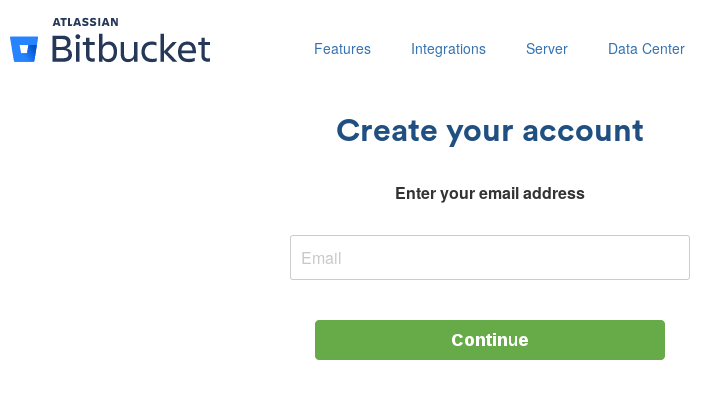 ATLASSIAN
Bitbucket
Features Integrations Server Data Center
Create your account
Enter your email address
Email
Continue